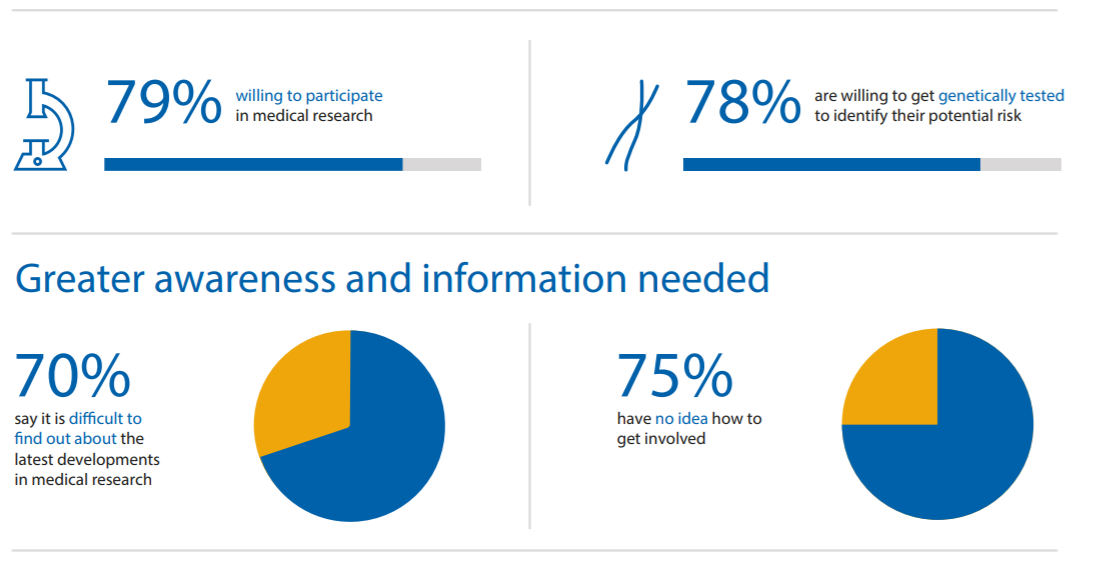 79%
willing to participate
in medical research
78%
are willing to get genetically tested
to identify their potential risk
Greater awareness and information needed
70%
say it is difficult to
find out about the
latest developments
in medical research
75%
have no idea how to
get involved